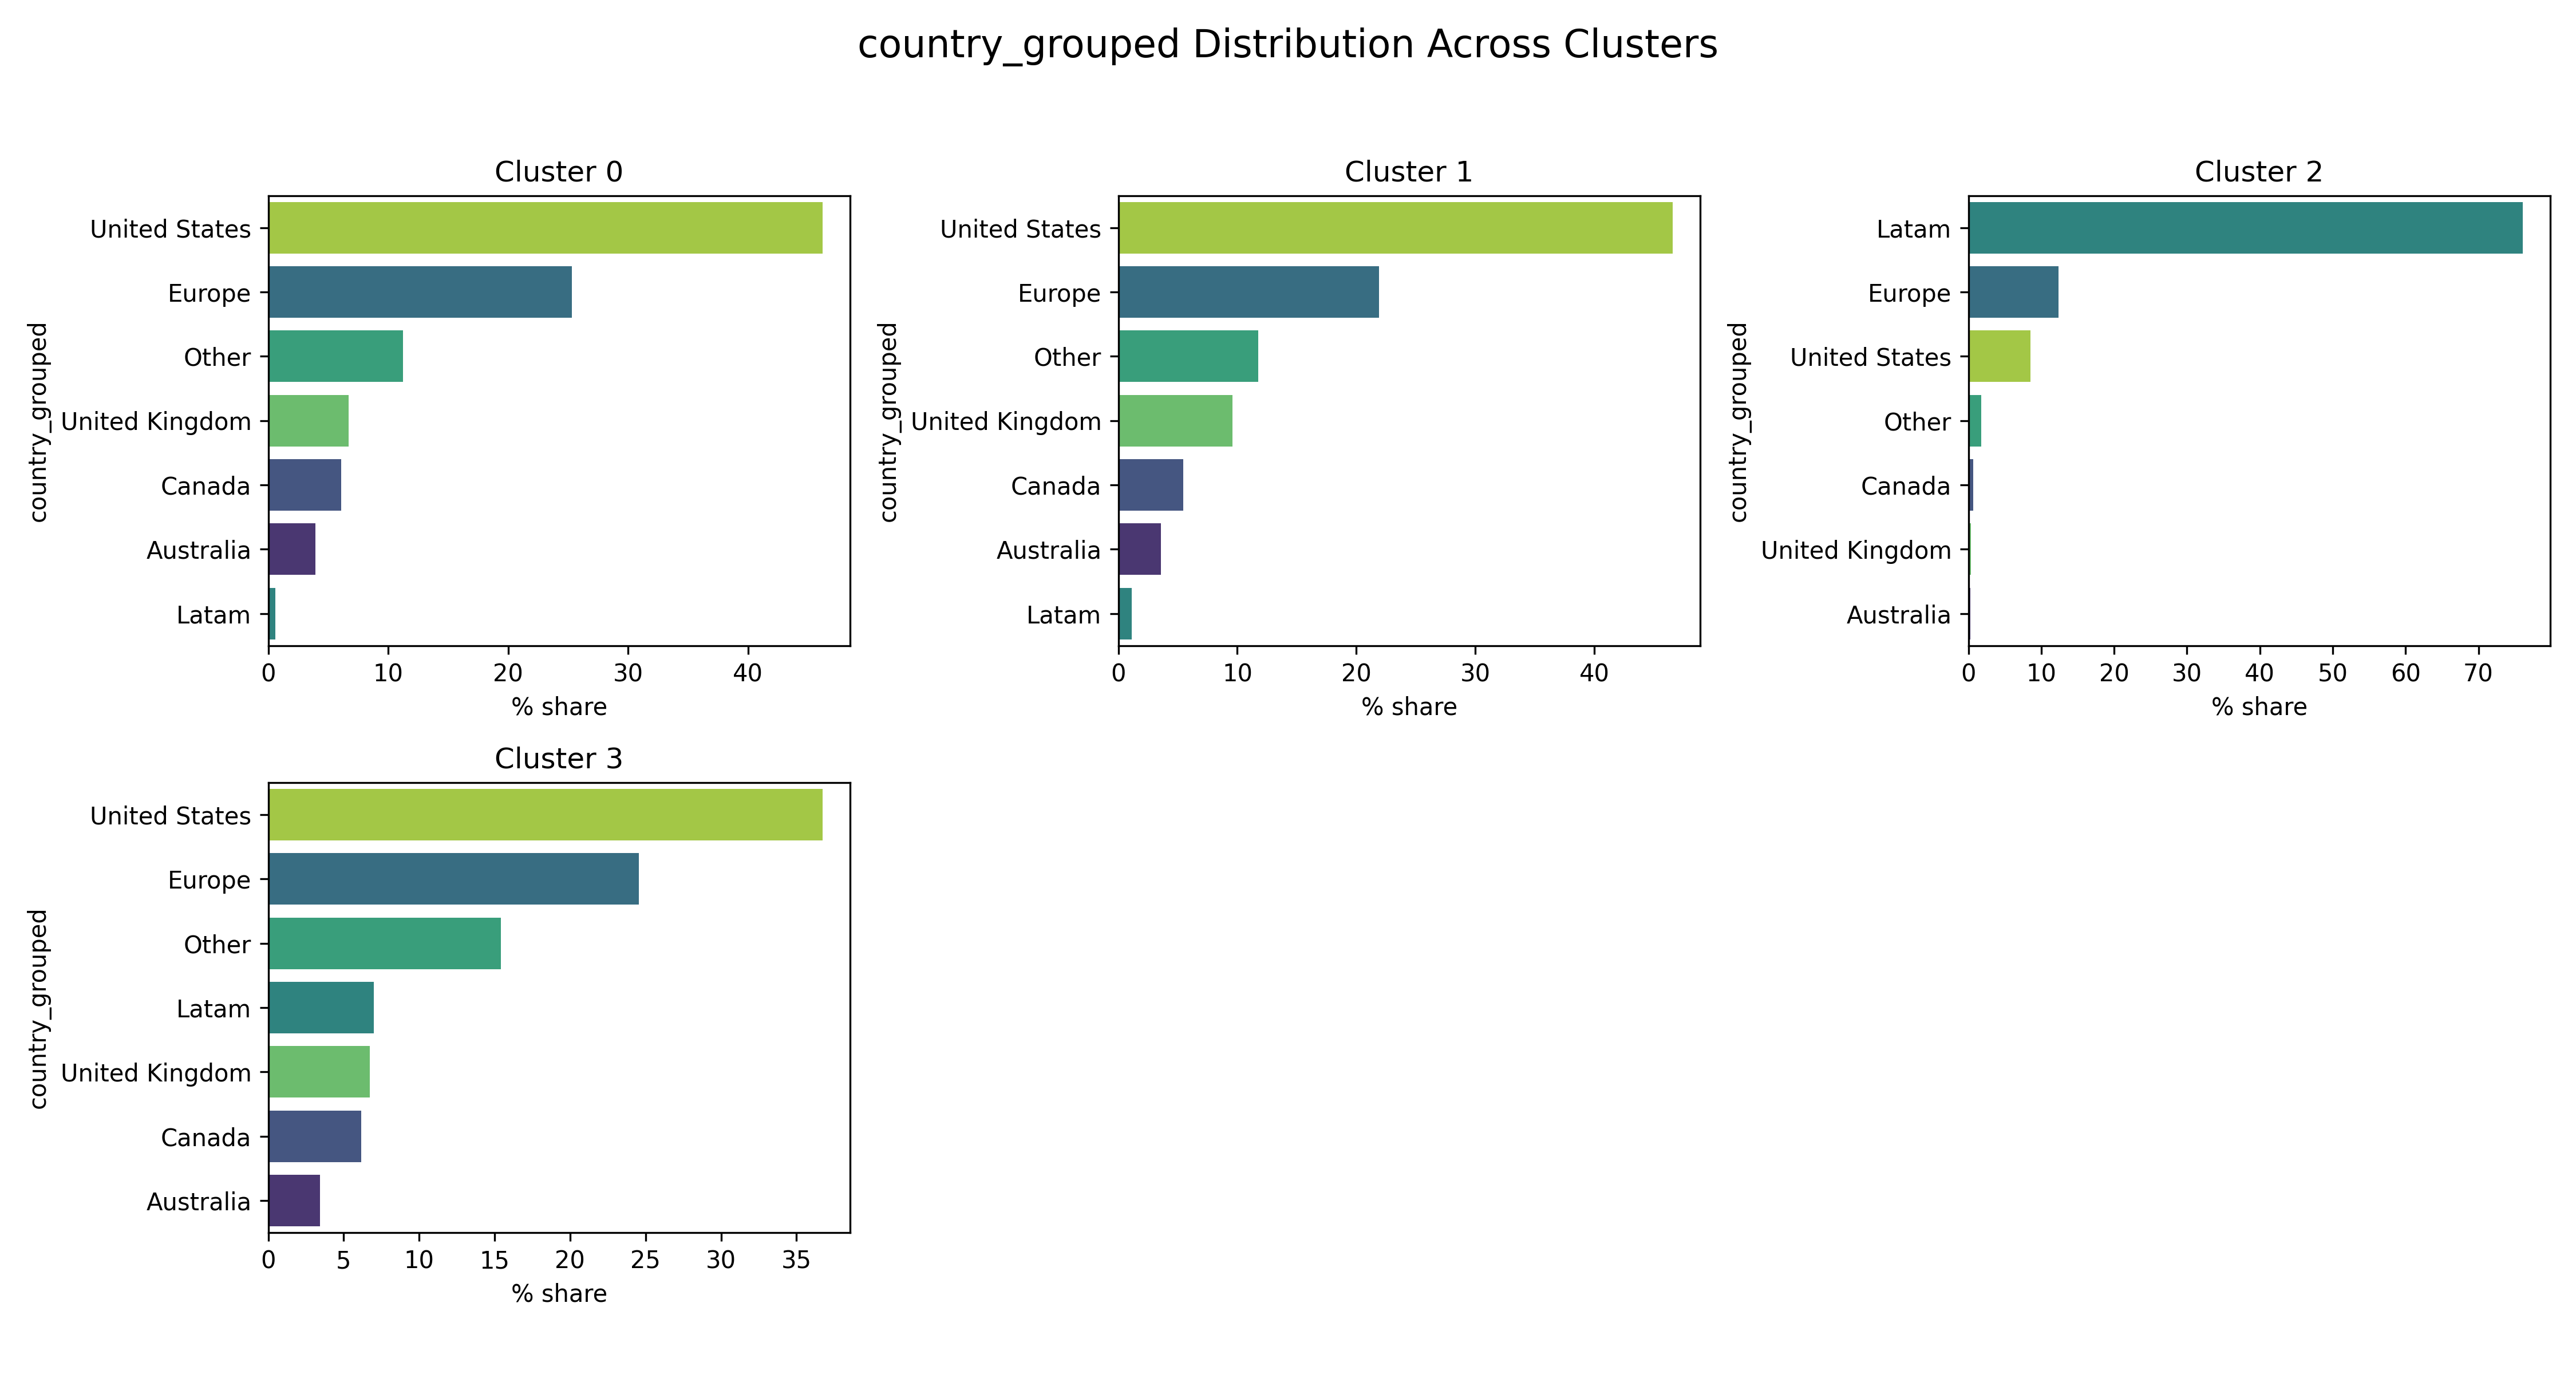 country_grouped Distribution Across Clusters
Cluster 0
country_grouped
United States
Europe
Other
United Kingdom
Canada
Australia
Latam
0 10 20 30 40
% share
Cluster 1
country_grouped
United States
Europe
Other
United Kingdom
Canada
Australia
Latam
0 10 20 30 40
% share
Cluster 2
country_grouped
Latam
Europe
United States
Other
Canada
United Kingdom
Australia
0 10 20 30 40 50 60 70
% share
Cluster 3
country_grouped
United States
Europe
Other
Latam
United Kingdom
Canada
Australia
0 5 10 15 20 25 30 35
% share